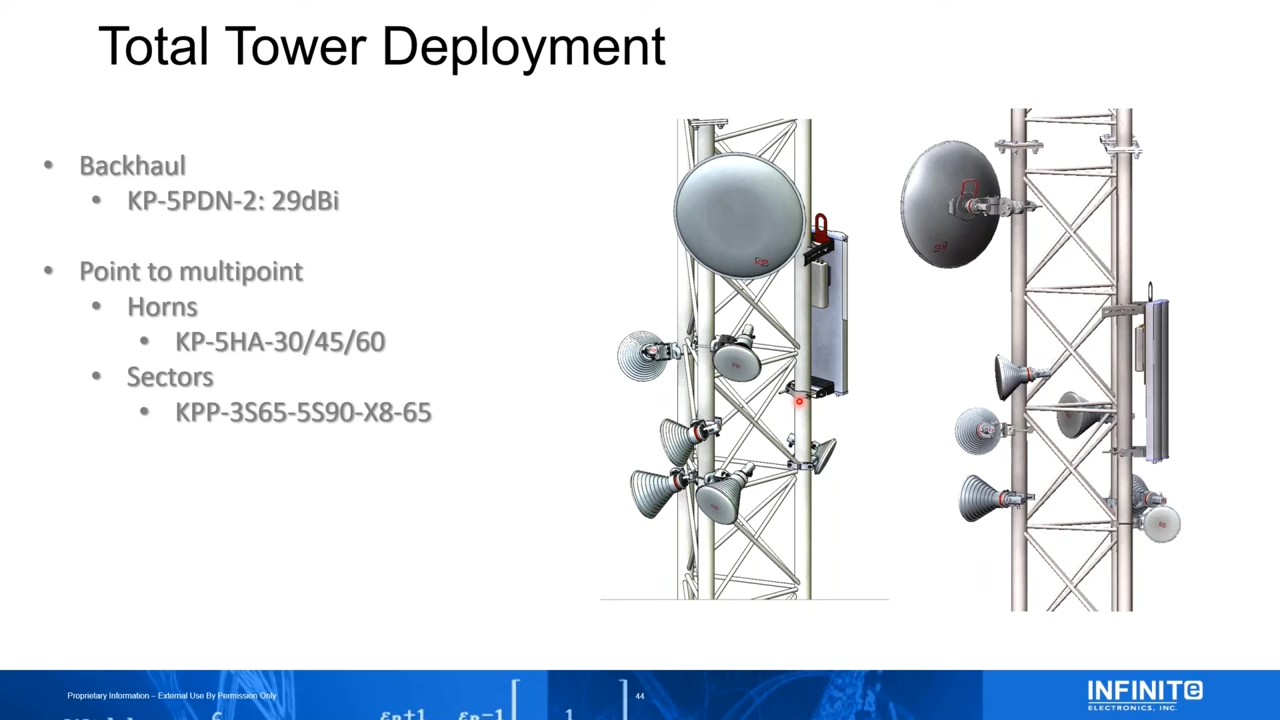 Total Tower Deployment
• Backhaul
• KP-5PDN-2: 29dBi
• Point to multipoint
• Horns
• KP-5HA-30/45/60
• Sectors
• KPP-3S65-5S90-X8-65
Proprietary Information – External Use By Permission Only
44
INFINITE
ELECTRONICS, INC.